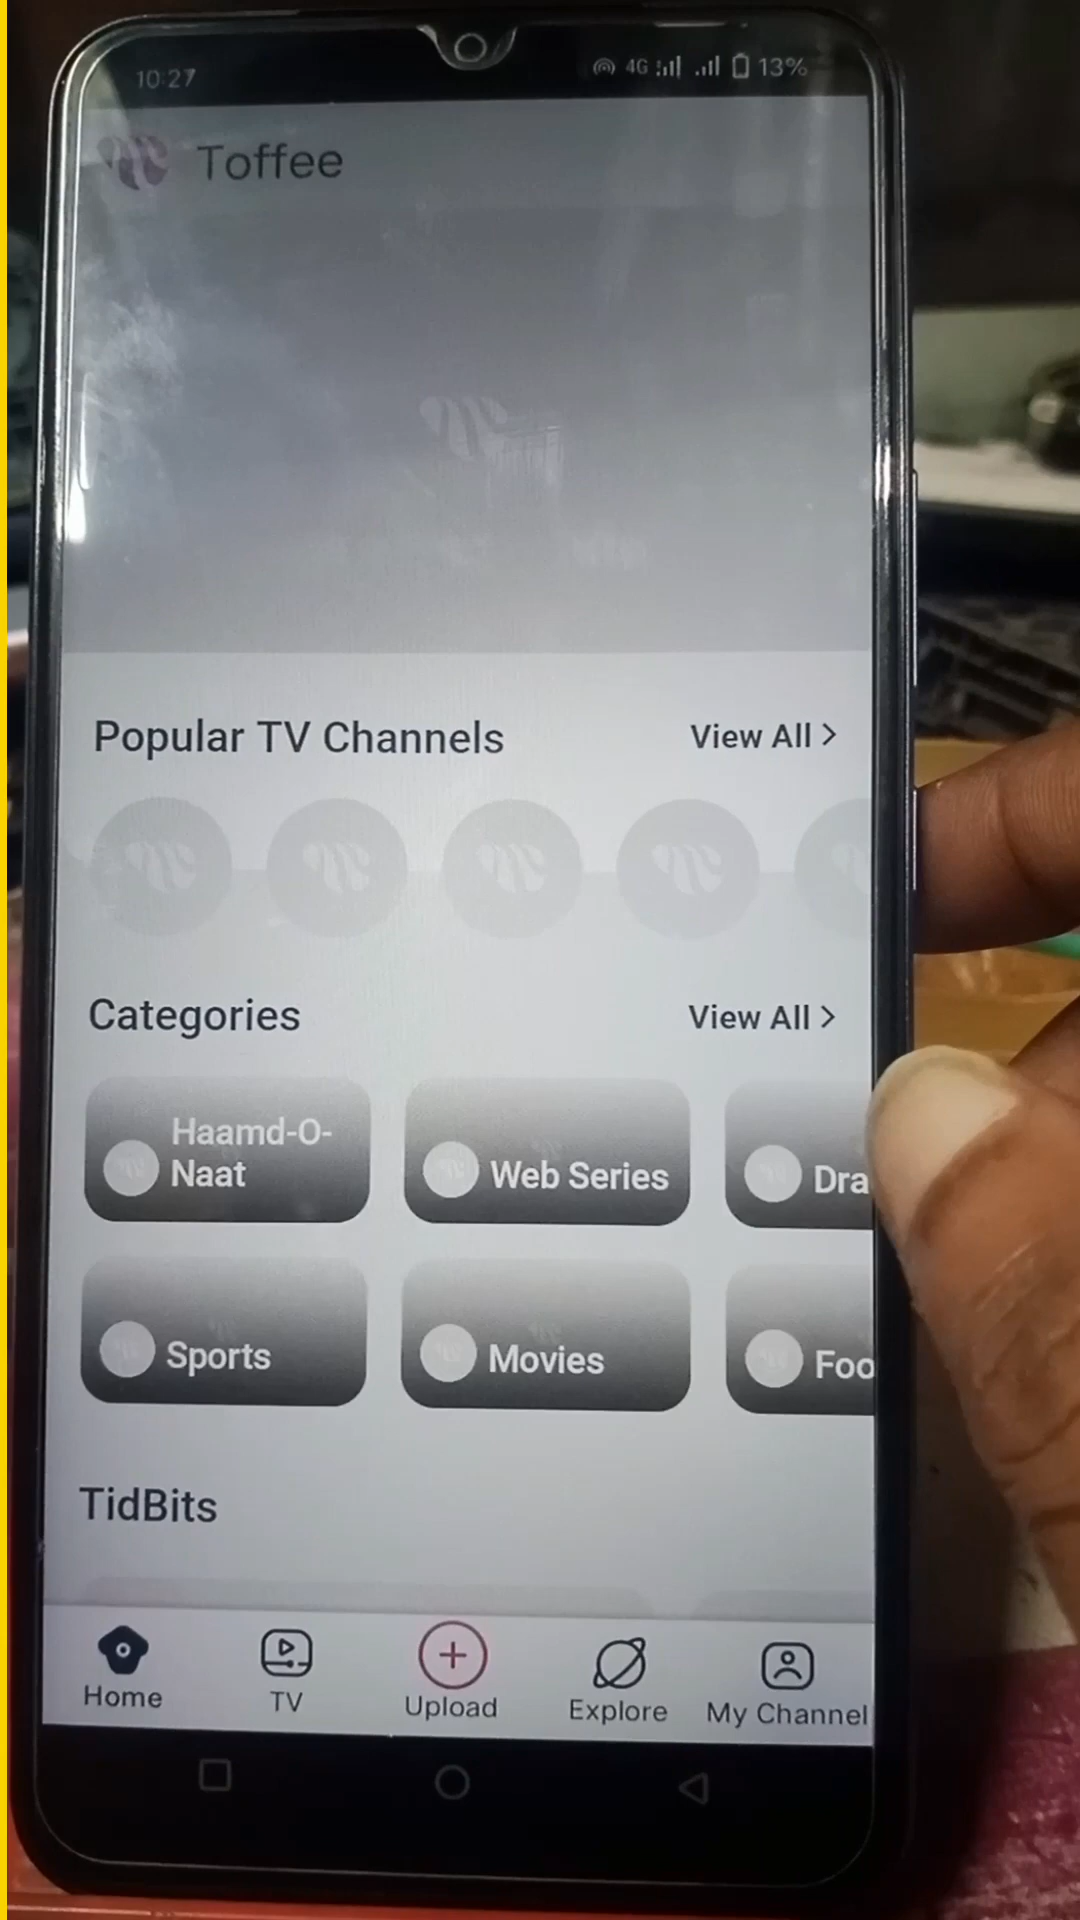 10:27
4G 13%
Toffee
Popular TV Channels
View All >
Categories
View All >
Haamd-O-
Naat
Web Series
Dra
Sports
Movies
Foo
TidBits
Home
TV
Upload
Explore
My Channel